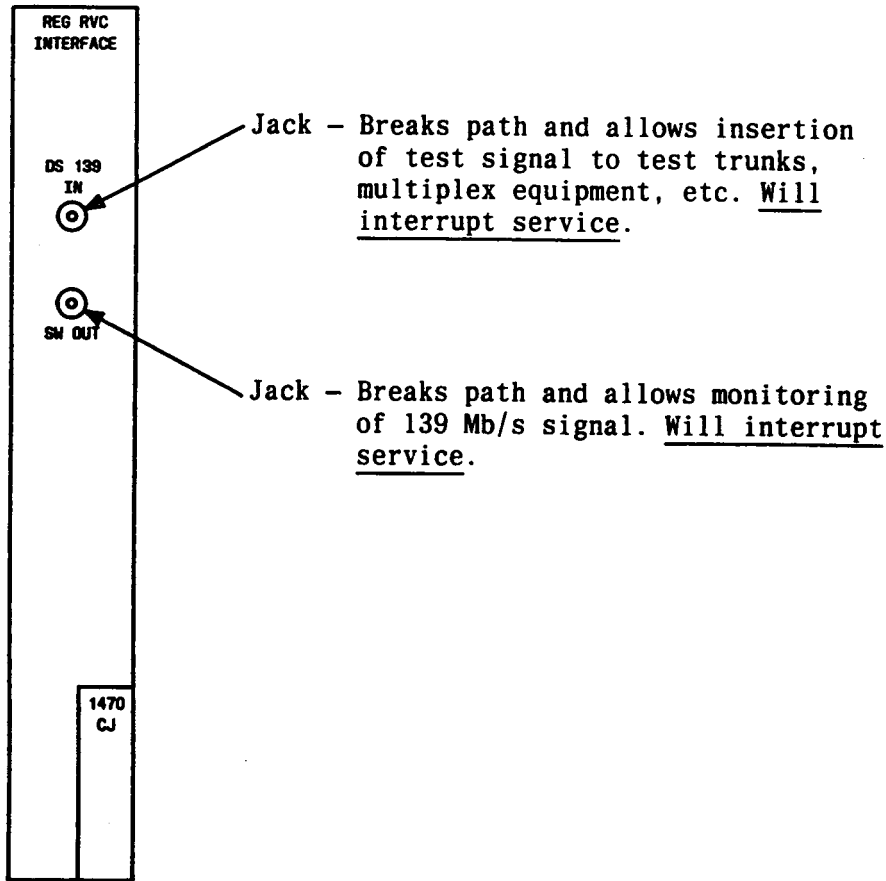 REG RVC
INTERFACE
Jack — Breaks path and allows insertion
of test signal to test trunks,
multiplex equipment, etc. Will
interrupt service.
DS 139
IN
SW OUT
Jack — Breaks path and allows monitoring
of 139 Mb/s signal. Will interrupt
service.
1470
CJ